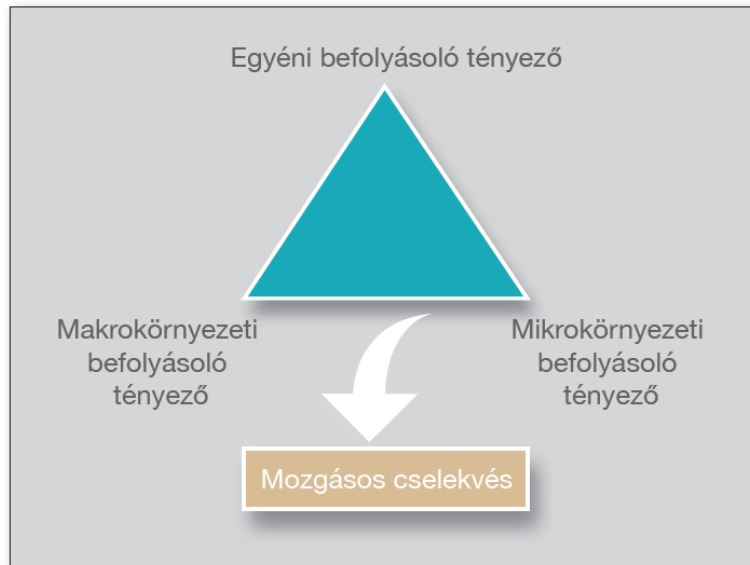 Egyéni befolyásoló tényező
Makrokörnyezeti
befolyásoló
tényező
Mikrokörnyezeti
befolyásoló
tényező
Mozgásos cselekvés